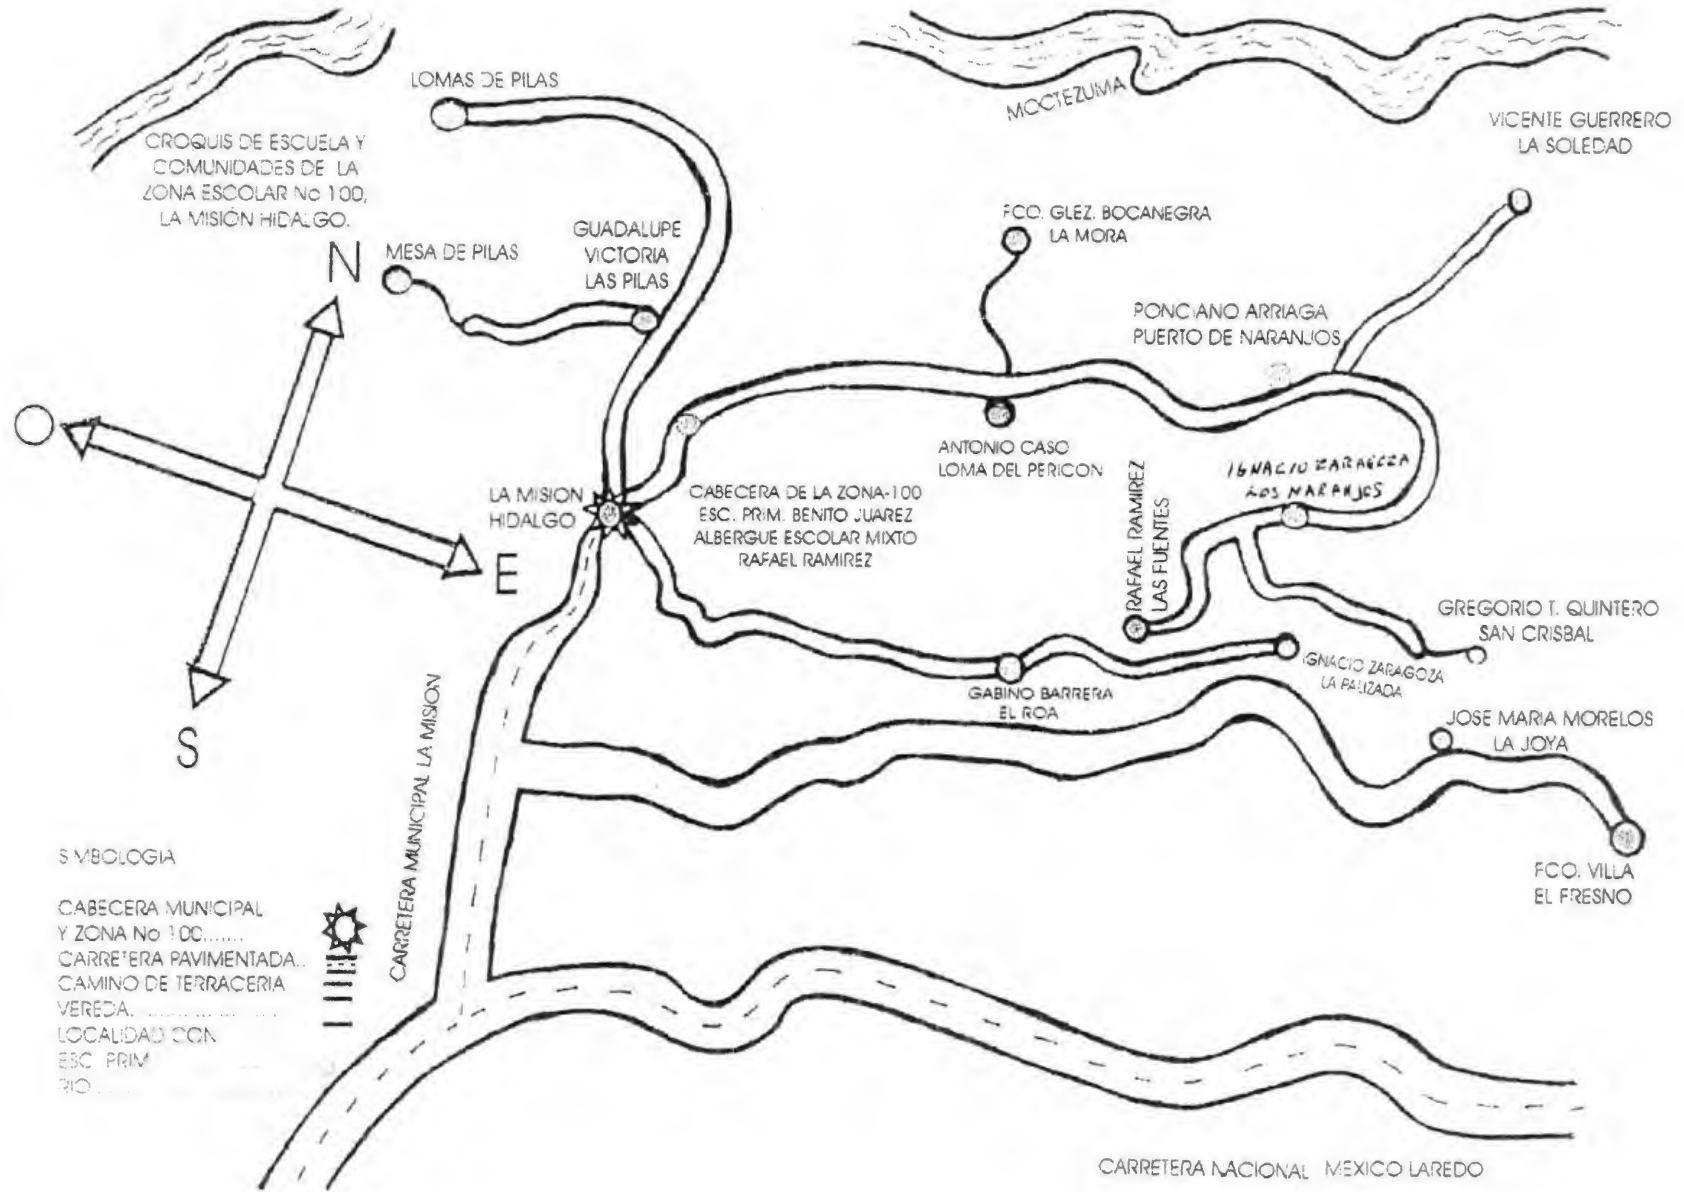 LOMAS DE PILAS
MOCTEZUMA
VICENTE GUERRERO
LA SOLEDAD
CROQUIS DE ESCUELA Y
COMUNIDADES DE LA
ZONA ESCOLAR No 100,
LA MISIÓN HIDALGO.
N
MESA DE PILAS
GUADALUPE
VICTORIA
LAS PILAS
FCO. GLEZ. BOCANEGRA
LA MORA
PONCIANO ARRIAGA
PUERTO DE NARANJOS
O
E
S
ANTONIO CASO
LOMA DEL PERICON
IGNACIO ZARAGOZA
LOS NARANJOS
LA MISION
HIDALGO
CABECERA DE LA ZONA-100
ESC. PRIM. BENITO JUAREZ
ALBERGUE ESCOLAR MIXTO
RAFAEL RAMIREZ
RAFAEL RAMIREZ
LAS FUENTES
GREGORIO T. QUINTERO
SAN CRISBAL
IGNACIO ZARAGOZA
LA PALIZADA
GABINO BARRERA
EL ROA
JOSE MARIA MORELOS
LA JOYA
CARRETERA MUNICIPAL LA MISION
FCO. VILLA
EL FRESNO
SIMBOLOGIA
CABECERA MUNICIPAL
Y ZONA No 100.......
CARRETERA PAVIMENTADA..
CAMINO DE TERRACERIA
VEREDA.....................
LOCALIDAD CON
ESC PRIM
RIO......................
CARRETERA NACIONAL MEXICO LAREDO